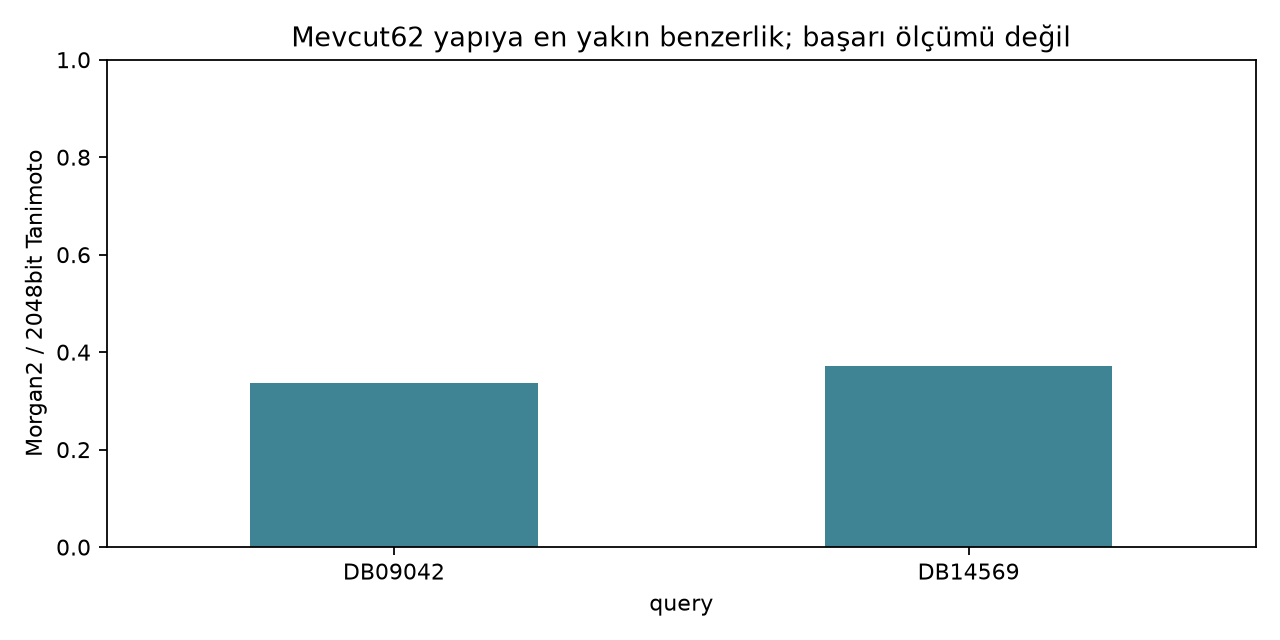 Mevcut62 yapıya en yakın benzerlik; başarı ölçümü değil
Morgan2 / 2048bit Tanimoto
1.0
0.8
0.6
0.4
0.2
0.0
DB09042
DB14569
query